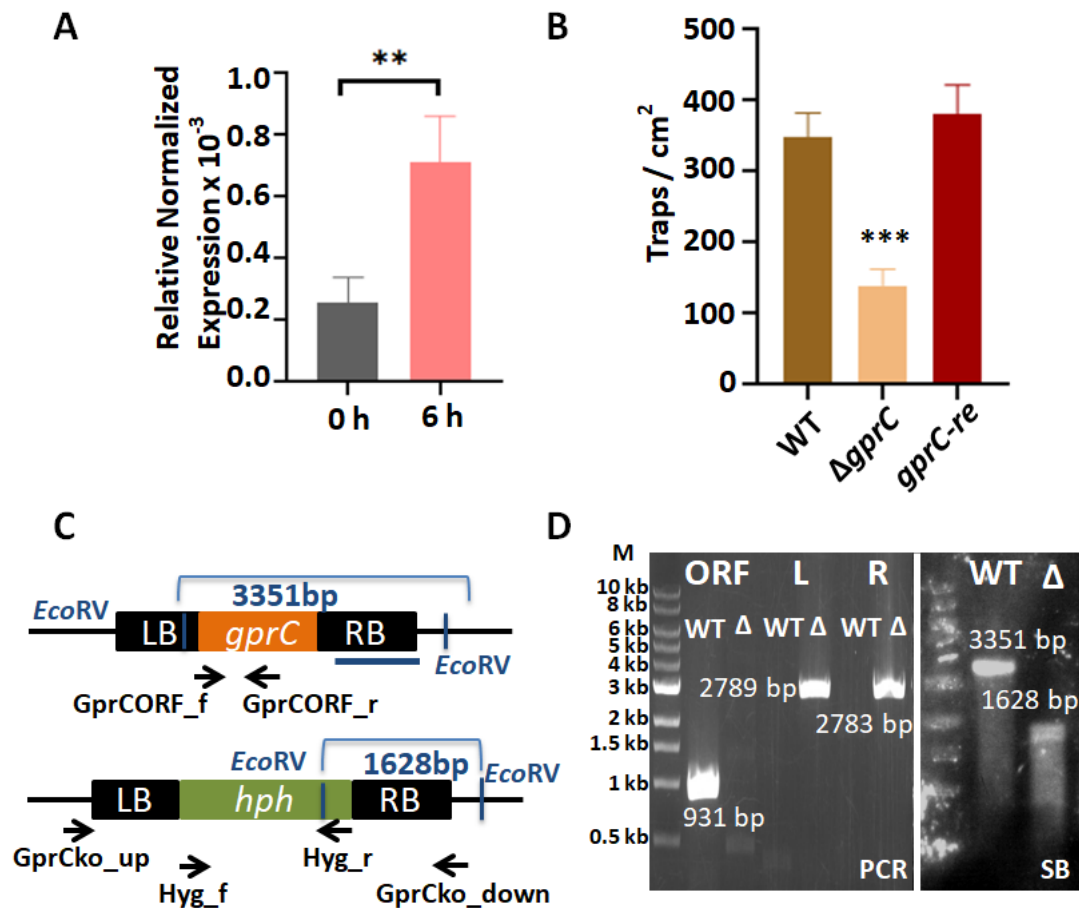 A
Relative Normalized
Expression x 10-3
**
1.0
0.8
0.6
0.4
0.2
0.0
0 h
6 h
B
Traps / cm2
500
400
300
200
100
0
***
WT
ΔgprC
gprC-re
C
3351bp
EcoRV
LB
gprC
RB
EcoRV
GprCORF_f
GprCORF_r
EcoRV
1628bp
EcoRV
LB
hph
RB
GprCko_up
Hyg_r
Hyg_f
GprCko_down
D
M
ORF
L
R
WT Δ
WT Δ
WT Δ
10 kb
8 kb
6 kb
5 kb
4 kb
3 kb
2 kb
1.5 kb
1 kb
0.5 kb
2789 bp
2783 bp
931 bp
PCR
WT Δ
3351 bp
1628 bp
SB